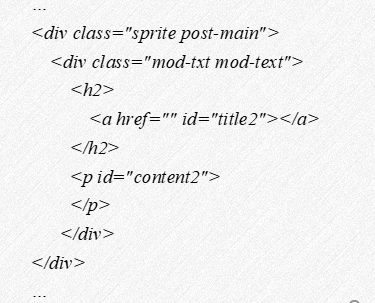 ...
<div class="sprite post-main">
<div class="mod-txt mod-text">
<h2>
<a href="" id="title2"></a>
</h2>
<p id="content2">
</p>
</div>
</div>
...